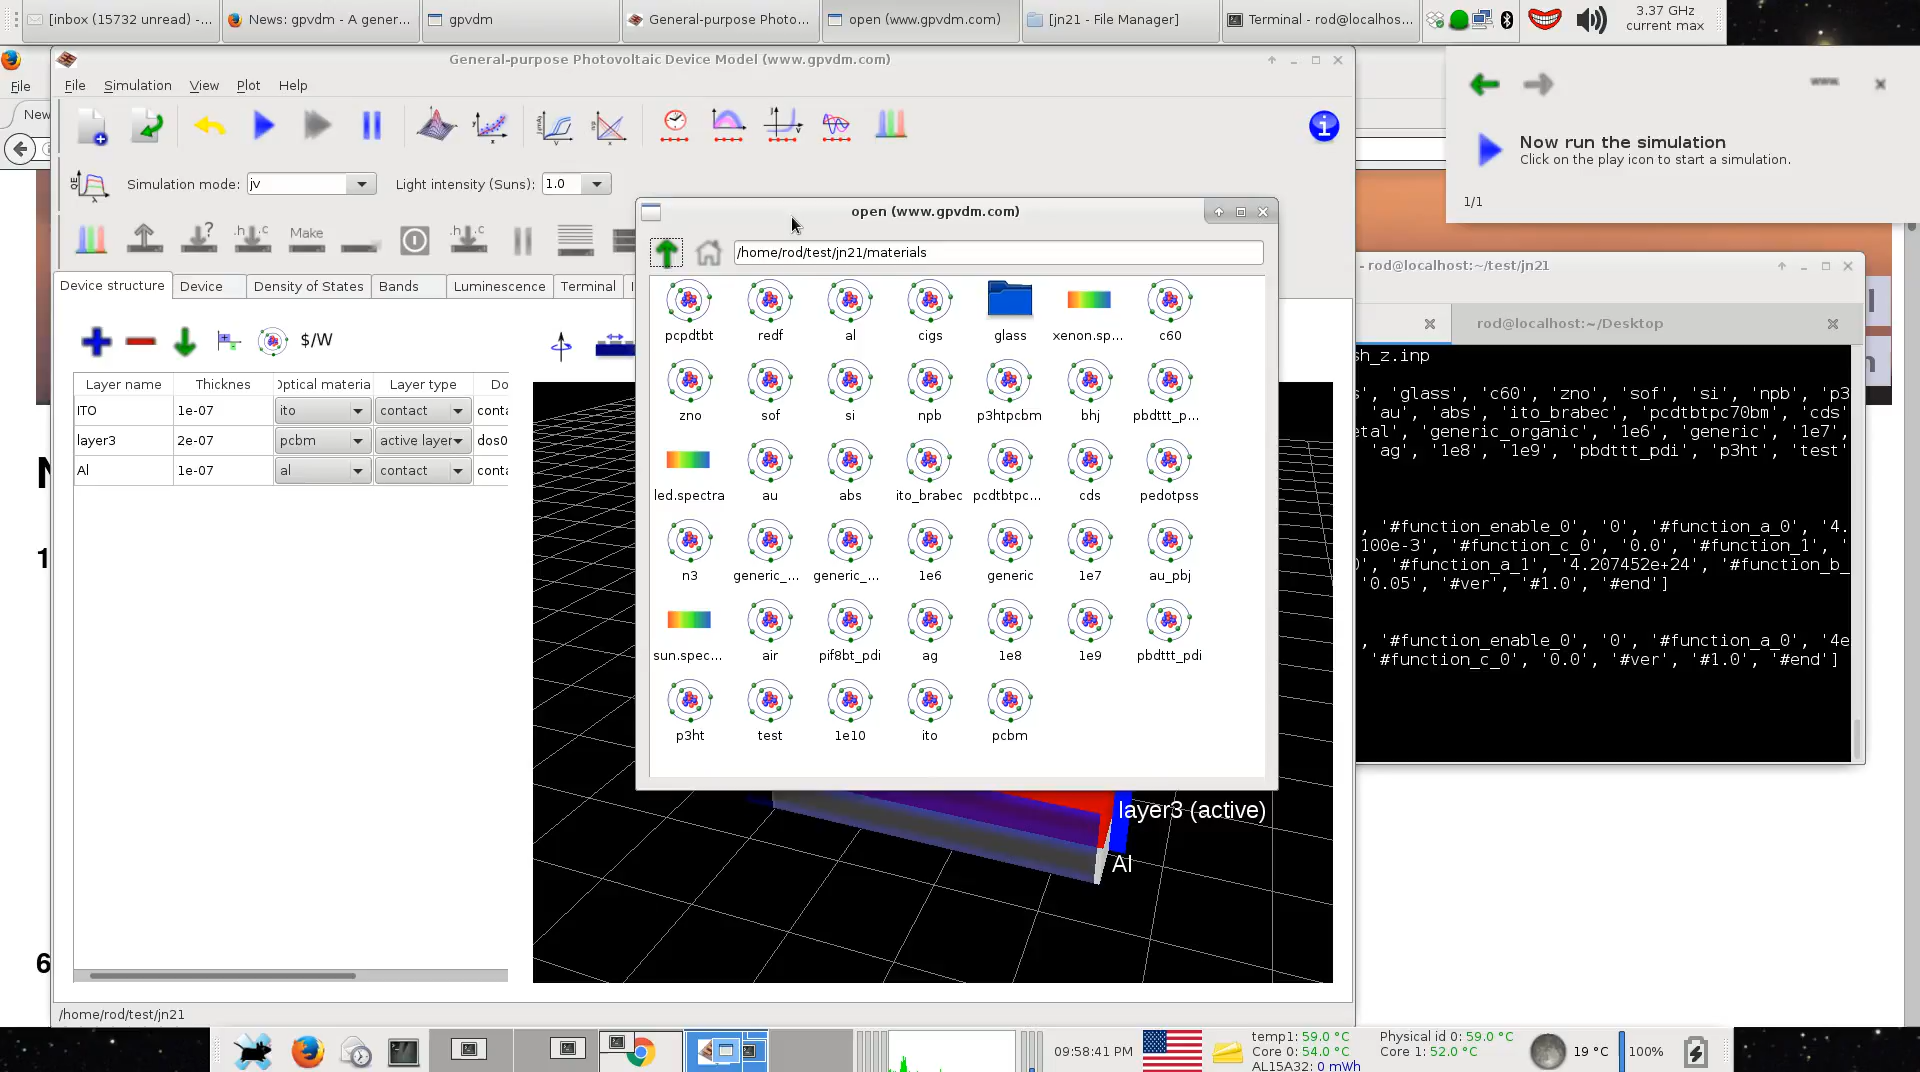 [inbox (15732 unread) -...
News: gpvdm - A gener...
gpvdm
General-purpose Photo...
open (www.gpvdm.com)
[jn21 - File Manager]
Terminal - rod@localhos...
3.37 GHz
current max
General-purpose Photovoltaic Device Model (www.gpvdm.com)
File
File Simulation View Plot Help
New
Now run the simulation
Click on the play icon to start a simulation.
1/1
QE
Simulation mode: jv
Light intensity (Suns): 1.0
Make
open (www.gpvdm.com)
/home/rod/test/jn21/materials
Device structure
Device
Density of States
Bands
Luminescence
Terminal
$/W
Layer name
Thicknes
Optical materia
Layer type
Do
ITO 1e-07 ito contact conta
layer3 2e-07 pcbm active layer dos0
Al 1e-07 al contact conta
pcpdtbt redf al cigs glass xenon.sp... c60
zno sof si npb p3htpcbm bhj pbdttt_p...
led.spectra au abs ito_brabec pcdtbtpc... cds pedotpss
n3 generic_... generic_... 1e6 generic 1e7 au_pbj
sun.spec... air pif8bt_pdi ag 1e8 1e9 pbdttt_pdi
p3ht test 1e10 ito pcbm
layer3 (active)
Al
- rod@localhost:~/test/jn21
rod@localhost:~/Desktop
sh_z.inp
s', 'glass', 'c60', 'zno', 'sof', 'si', 'npb', 'p3
'au', 'abs', 'ito_brabec', 'pcdtbtpc70bm', 'cds'
etal', 'generic_organic', '1e6', 'generic', '1e7',
'ag', '1e8', '1e9', 'pbdttt_pdi', 'p3ht', 'test'
, '#function_enable_0', '0', '#function_a_0', '4.
100e-3', '#function_c_0', '0.0', '#function_1', '
', '#function_a_1', '4.207452e+24', '#function_b_
'0.05', '#ver', '#1.0', '#end']
, '#function_enable_0', '0', '#function_a_0', '4e
'#function_c_0', '0.0', '#ver', '#1.0', '#end']
1
6
/home/rod/test/jn21
09:58:41 PM
temp1: 59.0 °C
Core 0: 54.0 °C
AL15A32: 0 mWh
Physical id 0: 59.0 °C
Core 1: 52.0 °C
19 °C
100%